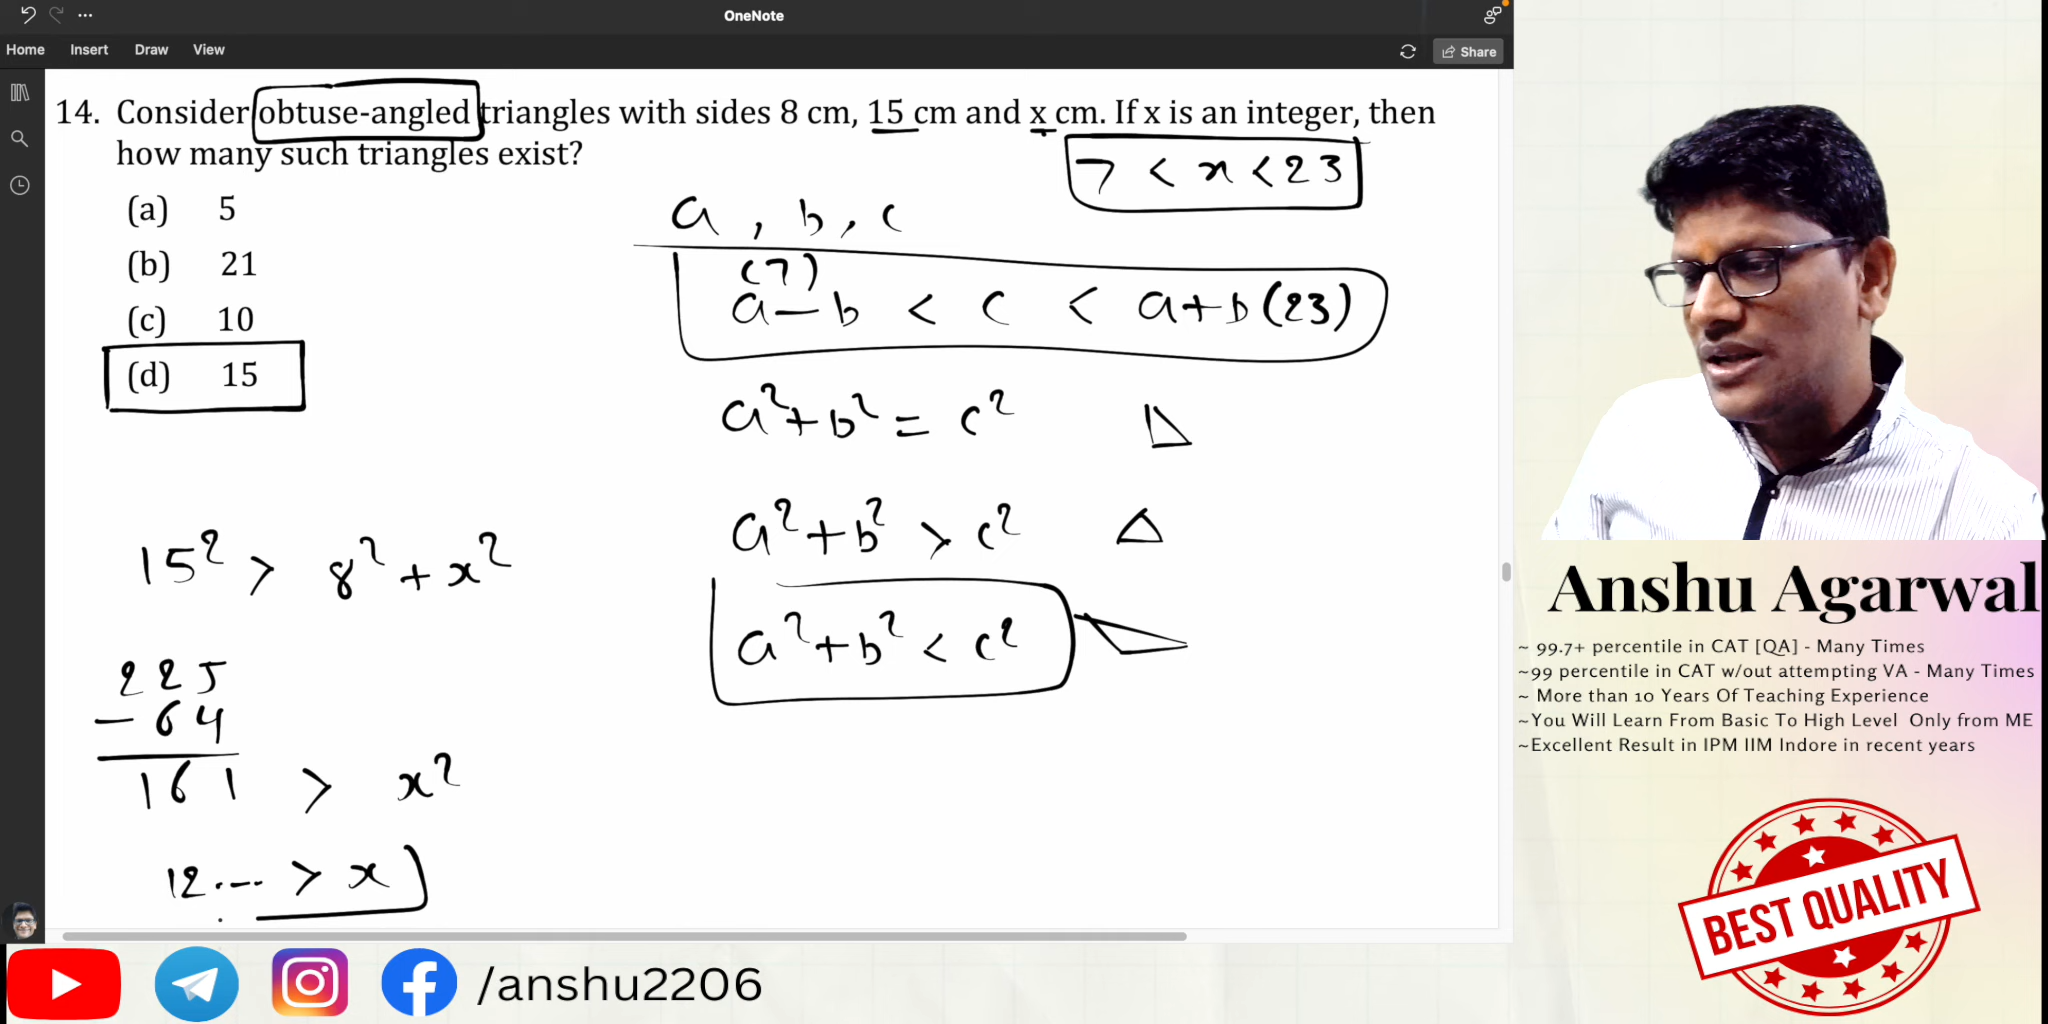 OneNote
Home Insert Draw View Share
14. Consider obtuse-angled triangles with sides 8 cm, 15 cm and x cm. If x is an integer, then
how many such triangles exist?
7 < x < 23
(a) 5
(b) 21
(c) 10
(d) 15
a , b , c
(7)
a - b < c < a + b (23)
a² + b² = c²
a² + b² > c²
a² + b² < c²
15² > 8² + x²
225
- 64
161 > x²
12.--- > x
Anshu Agarwal
~ 99.7+ percentile in CAT [QA] - Many Times
~99 percentile in CAT w/out attempting VA - Many Times
~ More than 10 Years Of Teaching Experience
~You Will Learn From Basic To High Level Only from ME
~Excellent Result in IPM IIM Indore in recent years
BEST QUALITY
/anshu2206